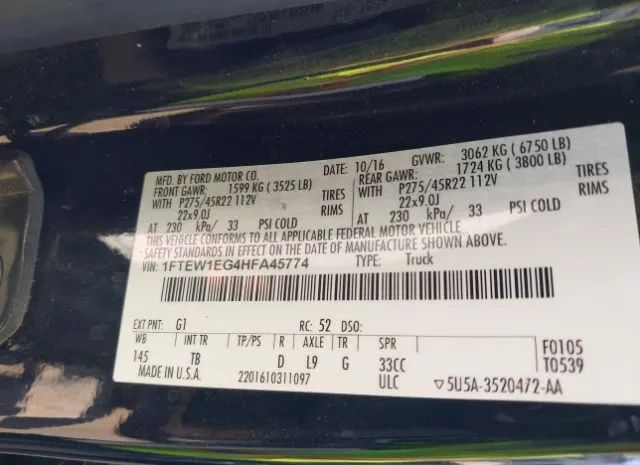 MFD. BY FORD MOTOR CO.
DATE: 10/16 GVWR: 3062 KG ( 6750 LB)
FRONT GAWR: 1599 KG ( 3525 LB)
REAR GAWR: 1724 KG ( 3800 LB)
WITH P275/45R22 112V TIRES
WITH P275/45R22 112V TIRES
22x9.0J RIMS
22x9.0J RIMS
AT 230 kPa/ 33 PSI COLD
AT 230 kPa/ 33 PSI COLD
THIS VEHICLE CONFORMS TO ALL APPLICABLE FEDERAL MOTOR VEHICLE
SAFETY STANDARDS IN EFFECT ON THE DATE OF MANUFACTURE SHOWN ABOVE.
VIN: 1FTEW1EG4HFA45774 TYPE: Truck
EXT PNT: G1 RC: 52 DSO:
WB INT TR TP/PS R AXLE TR SPR F0105
145 TB D L9 G 33CC T0539
MADE IN U.S.A. 2201610311097 ULC ▽5U5A-3520472-AA